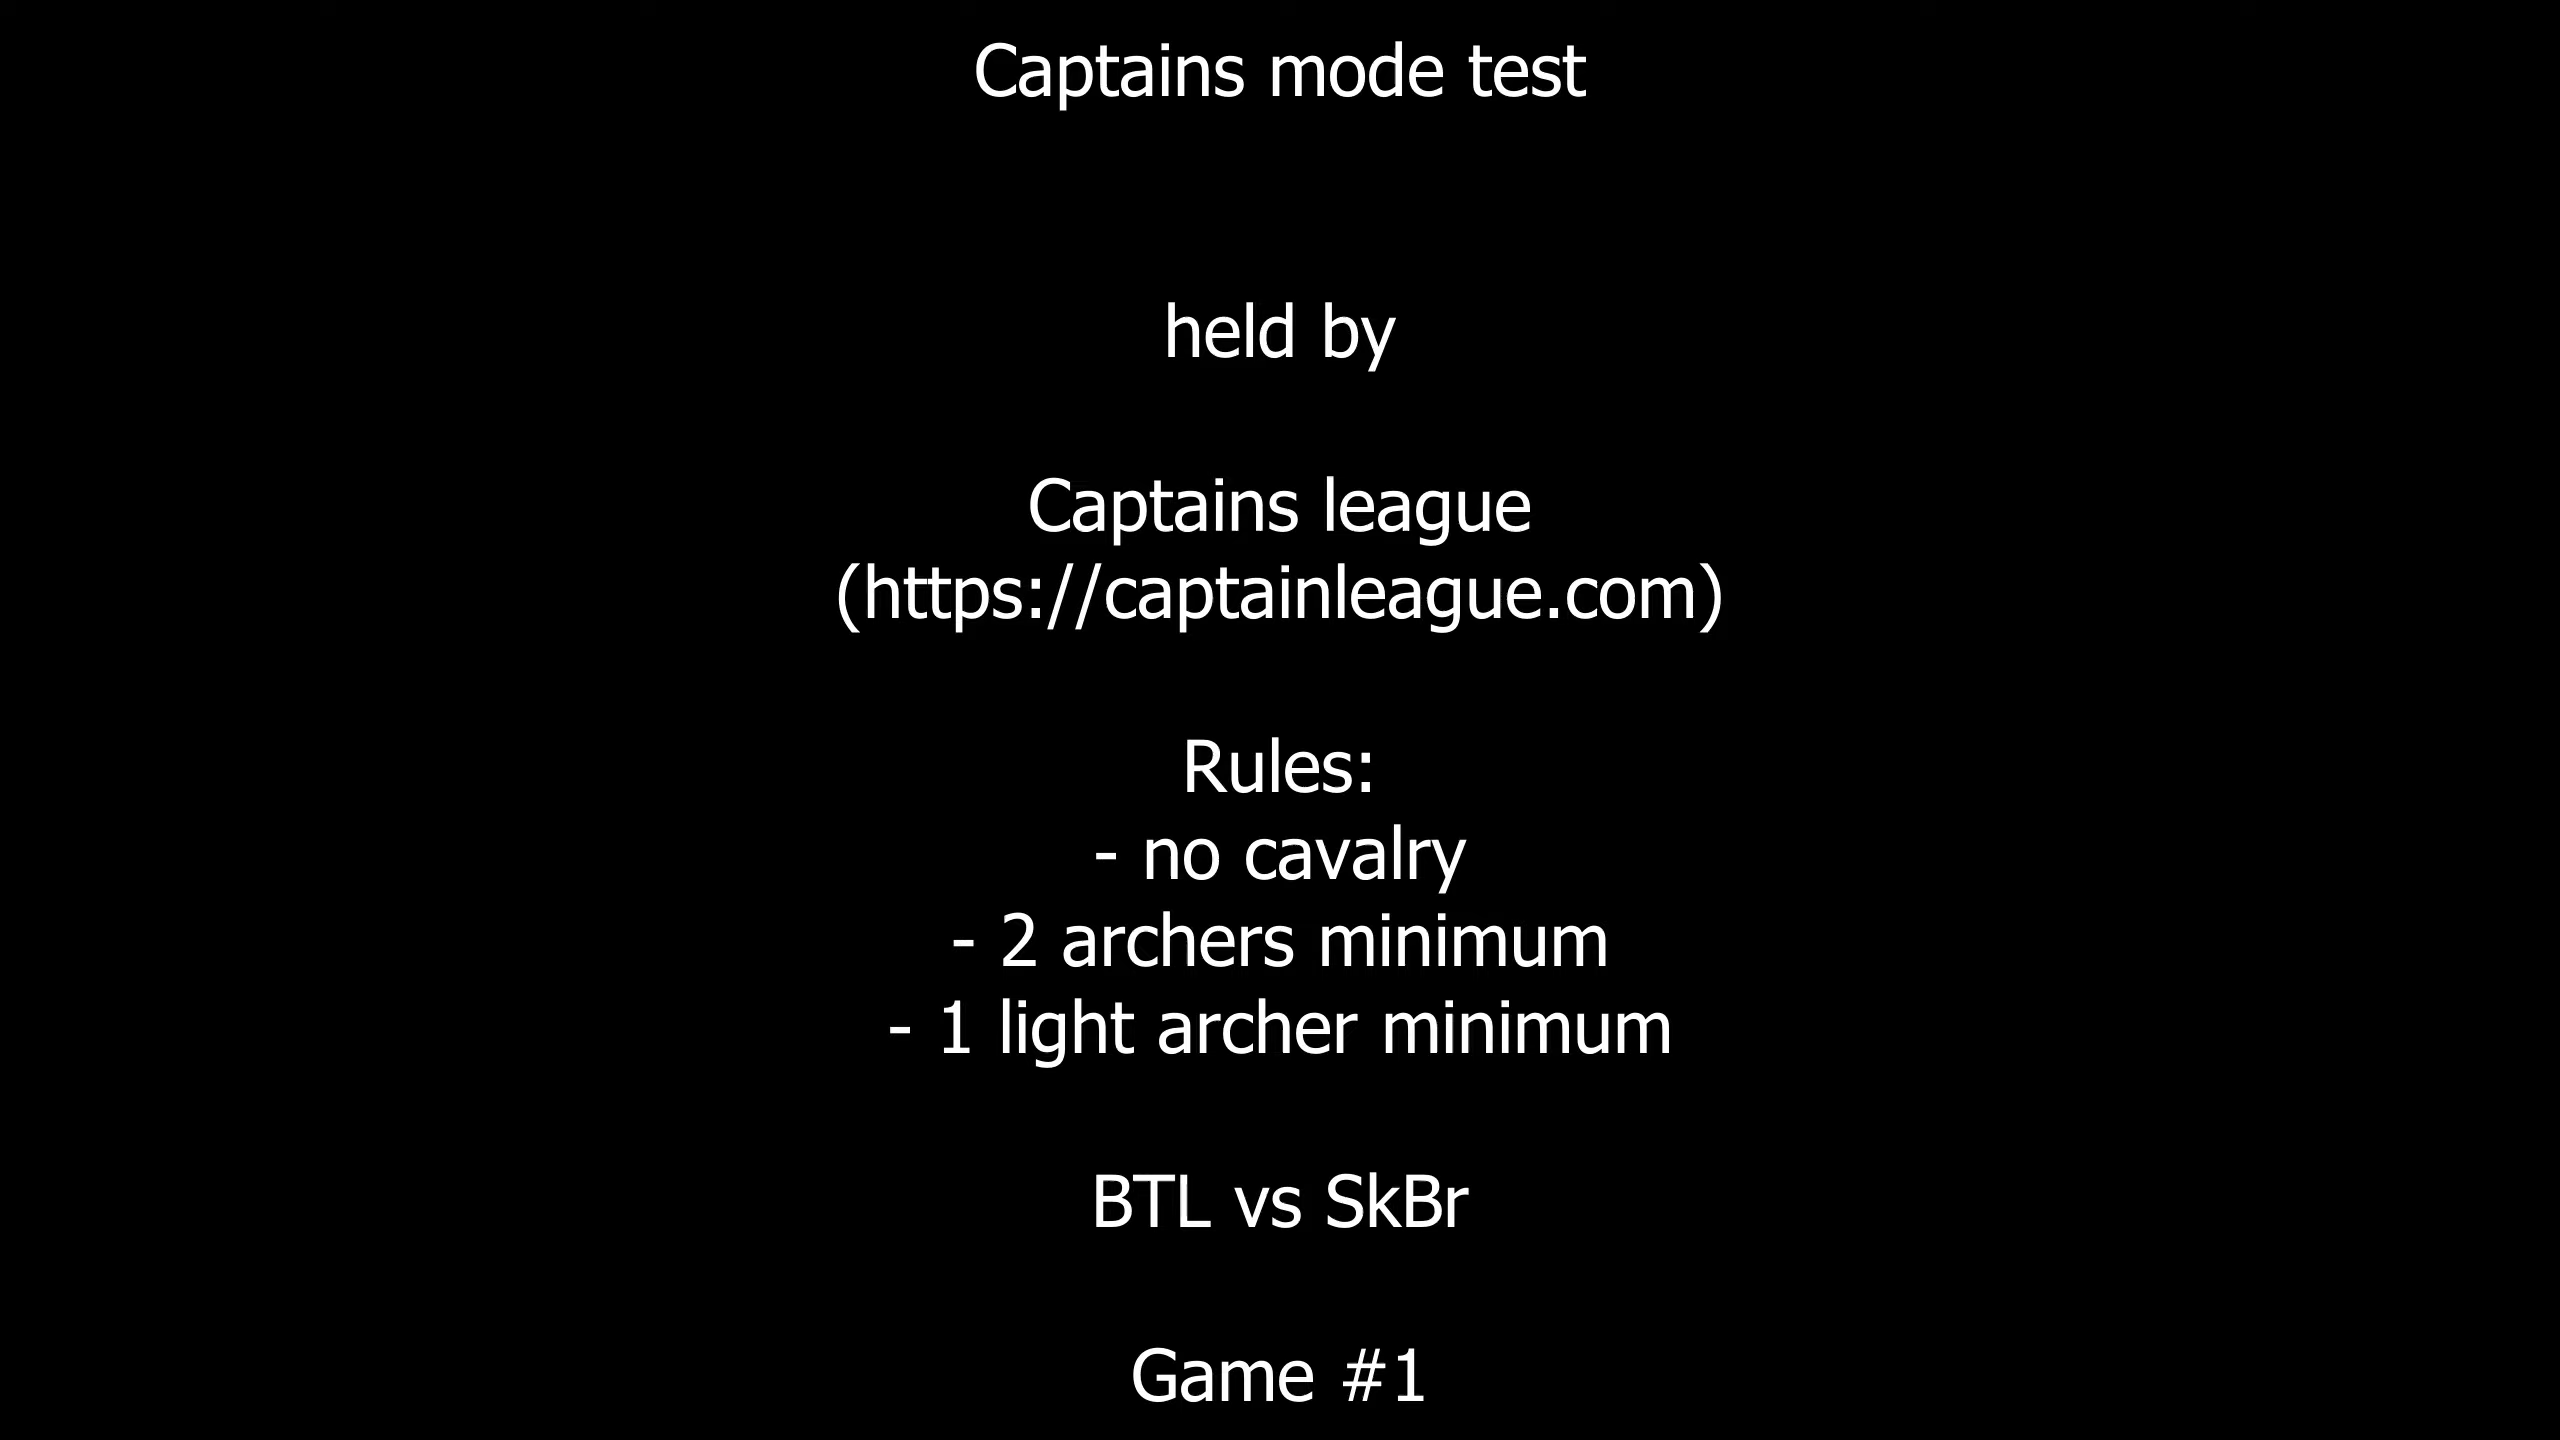 Captains mode test
held by
Captains league
(https://captainleague.com)
Rules:
- no cavalry
- 2 archers minimum
- 1 light archer minimum
BTL vs SkBr
Game #1